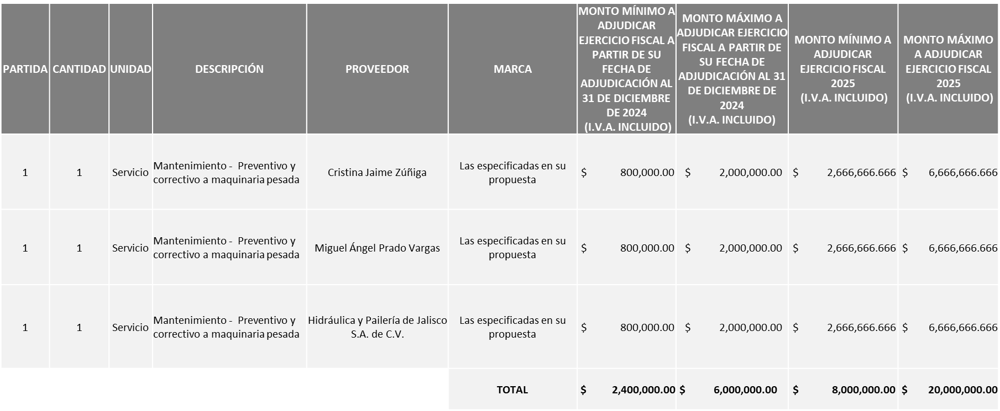 PARTIDA
CANTIDAD
UNIDAD
DESCRIPCIÓN
PROVEEDOR
MARCA
MONTO MÍNIMO A
ADJUDICAR
EJERCICIO FISCAL A
PARTIR DE SU
FECHA DE
ADJUDICACIÓN AL
31 DE DICIEMBRE
DE 2024
(I.V.A. INCLUIDO)
MONTO MÁXIMO A
ADJUDICAR EJERCICIO
FISCAL A PARTIR DE
SU FECHA DE
ADJUDICACIÓN AL 31
DE DICIEMBRE DE
2024
(I.V.A. INCLUIDO)
MONTO MÍNIMO A
ADJUDICAR
EJERCICIO FISCAL
2025
(I.V.A. INCLUIDO)
MONTO MÁXIMO
A ADJUDICAR
EJERCICIO FISCAL
2025
(I.V.A. INCLUIDO)
1
1
Servicio
Mantenimiento - Preventivo y
correctivo a maquinaria pesada
Cristina Jaime Zúñiga
Las especificadas en su
propuesta
$ 800,000.00
$ 2,000,000.00
$ 2,666,666.666
$ 6,666,666.666
1
1
Servicio
Mantenimiento - Preventivo y
correctivo a maquinaria pesada
Miguel Ángel Prado Vargas
Las especificadas en su
propuesta
$ 800,000.00
$ 2,000,000.00
$ 2,666,666.666
$ 6,666,666.666
1
1
Servicio
Mantenimiento - Preventivo y
correctivo a maquinaria pesada
Hidráulica y Pailería de Jalisco
S.A. de C.V.
Las especificadas en su
propuesta
$ 800,000.00
$ 2,000,000.00
$ 2,666,666.666
$ 6,666,666.666
TOTAL
$ 2,400,000.00
$ 6,000,000.00
$ 8,000,000.00
$ 20,000,000.00